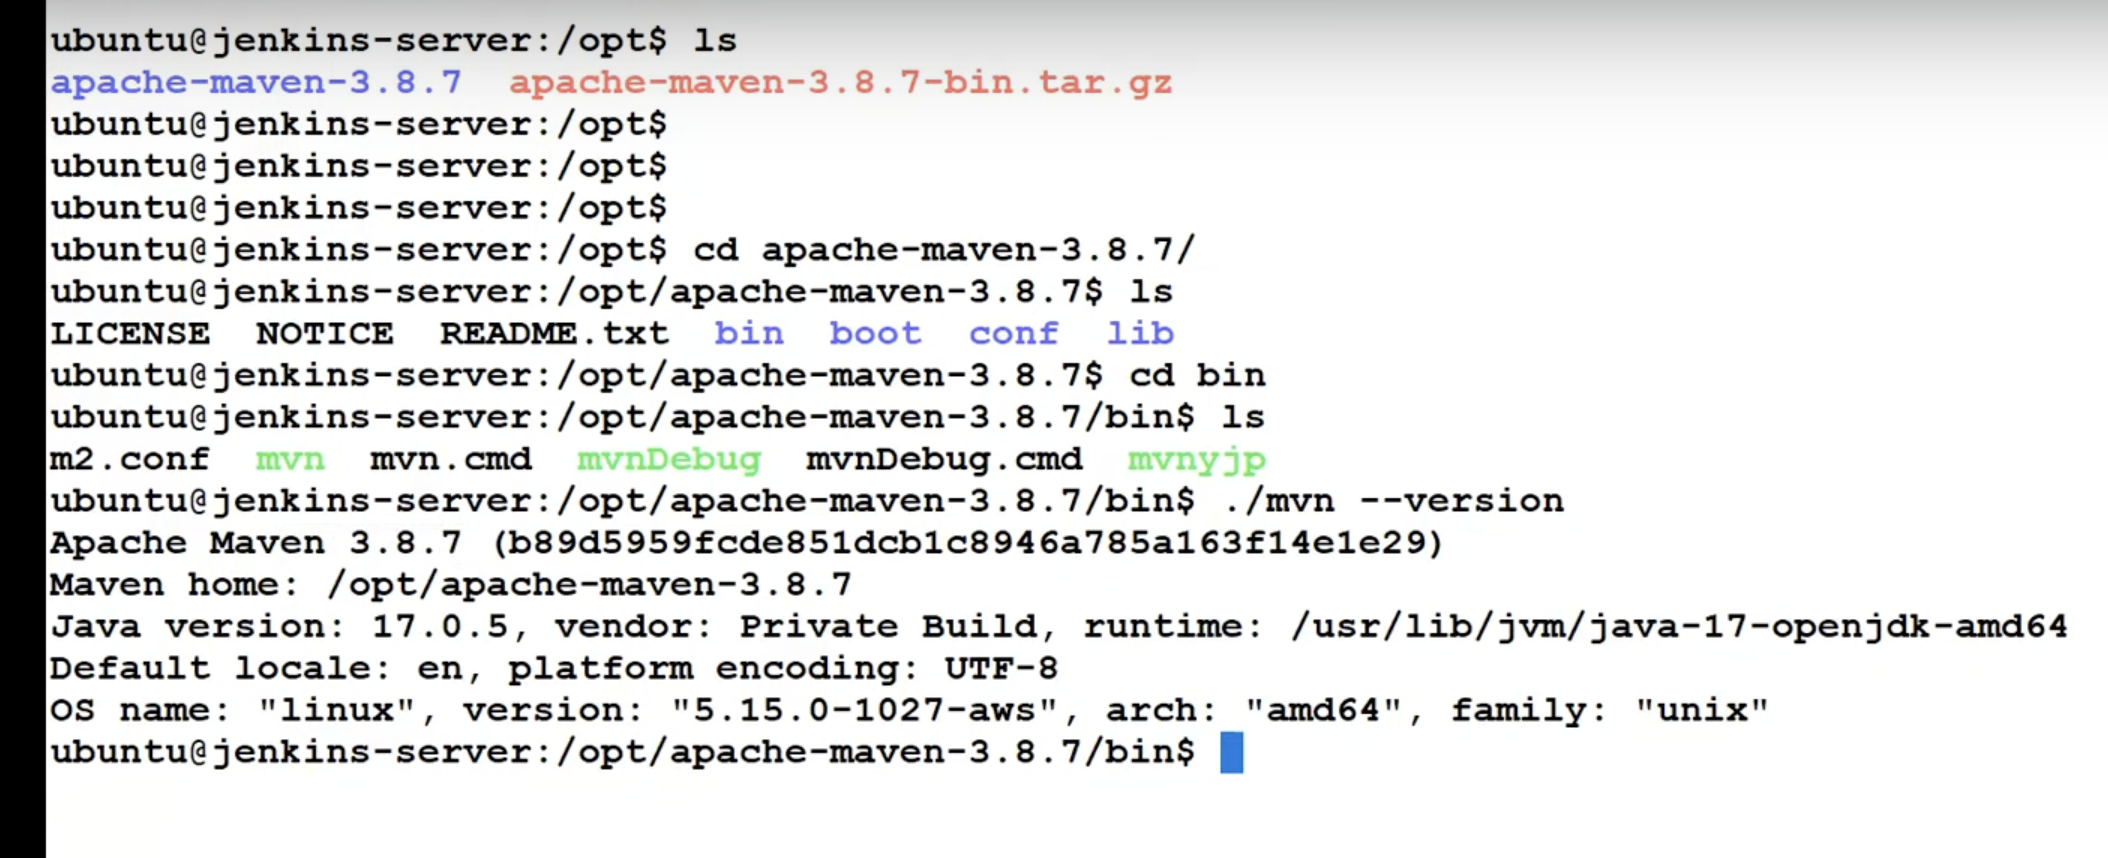 ubuntu@jenkins-server:/opt$ ls
apache-maven-3.8.7  apache-maven-3.8.7-bin.tar.gz
ubuntu@jenkins-server:/opt$
ubuntu@jenkins-server:/opt$
ubuntu@jenkins-server:/opt$
ubuntu@jenkins-server:/opt$ cd apache-maven-3.8.7/
ubuntu@jenkins-server:/opt/apache-maven-3.8.7$ ls
LICENSE  NOTICE  README.txt  bin  boot  conf  lib
ubuntu@jenkins-server:/opt/apache-maven-3.8.7$ cd bin
ubuntu@jenkins-server:/opt/apache-maven-3.8.7/bin$ ls
m2.conf  mvn  mvn.cmd  mvnDebug  mvnDebug.cmd  mvnyjp
ubuntu@jenkins-server:/opt/apache-maven-3.8.7/bin$ ./mvn --version
Apache Maven 3.8.7 (b89d5959fcde851dcb1c8946a785a163f14e1e29)
Maven home: /opt/apache-maven-3.8.7
Java version: 17.0.5, vendor: Private Build, runtime: /usr/lib/jvm/java-17-openjdk-amd64
Default locale: en, platform encoding: UTF-8
OS name: "linux", version: "5.15.0-1027-aws", arch: "amd64", family: "unix"
ubuntu@jenkins-server:/opt/apache-maven-3.8.7/bin$